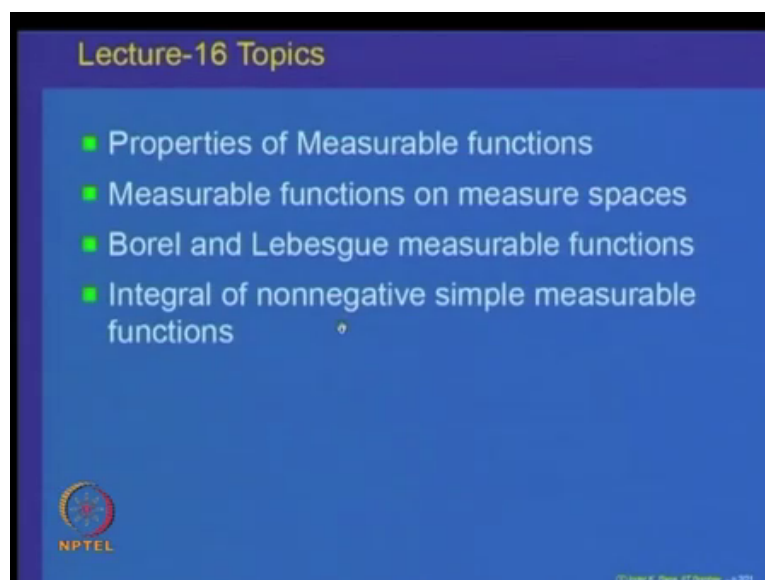 Lecture-16 Topics
Properties of Measurable functions
Measurable functions on measure spaces
Borel and Lebesgue measurable functions
Integral of nonnegative simple measurable
functions
NPTEL